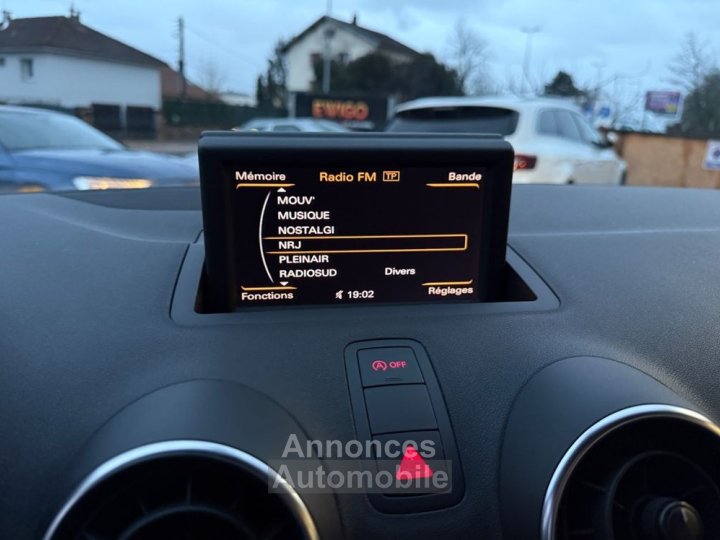 EWIGO
Mémoire Radio FM TP Bande
MOUV'
MUSIQUE
NOSTALGI
NRJ
PLEINAIR
RADIOSUD Divers
Fonctions 19:02 Réglages
A OFF
Annonces
Automobile